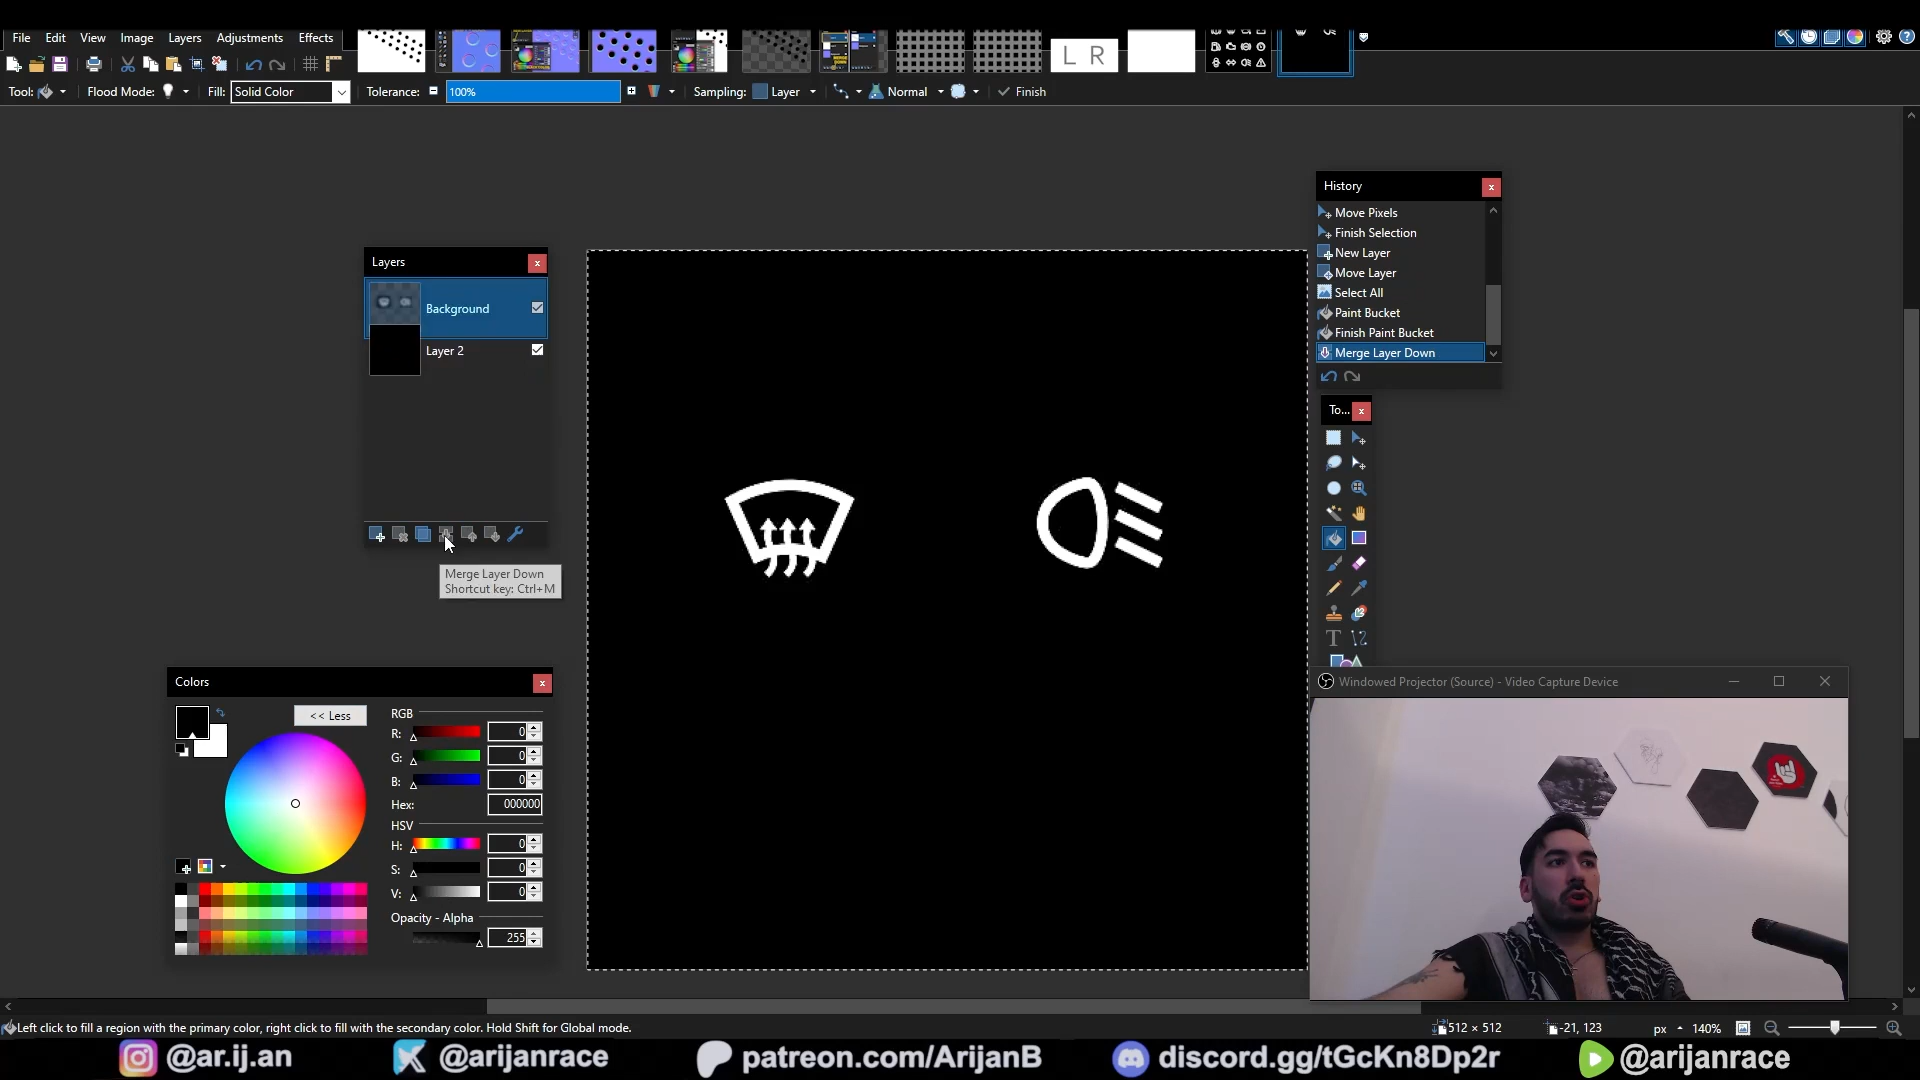 File Edit View Image Layers Adjustments Effects
L R
Tool: Flood Mode: Fill: Solid Color Tolerance: 100% Sampling: Layer Normal Finish
History
Move Pixels
Finish Selection
New Layer
Move Layer
Select All
Paint Bucket
Finish Paint Bucket
Merge Layer Down
Layers
Background
Layer 2
Merge Layer Down
Shortcut key: Ctrl+M
To...
T
Colors
<< Less
RGB
R: 0
G: 0
B: 0
Hex: 000000
HSV
H: 0
S: 0
V: 0
Opacity - Alpha
255
Windowed Projector (Source) - Video Capture Device
Left click to fill a region with the primary color, right click to fill with the secondary color. Hold Shift for Global mode.
512 × 512 -21, 123 px 140%
@ar.ij.an @arijanrace patreon.com/ArijanB discord.gg/tGcKn8Dp2r @arijanrace